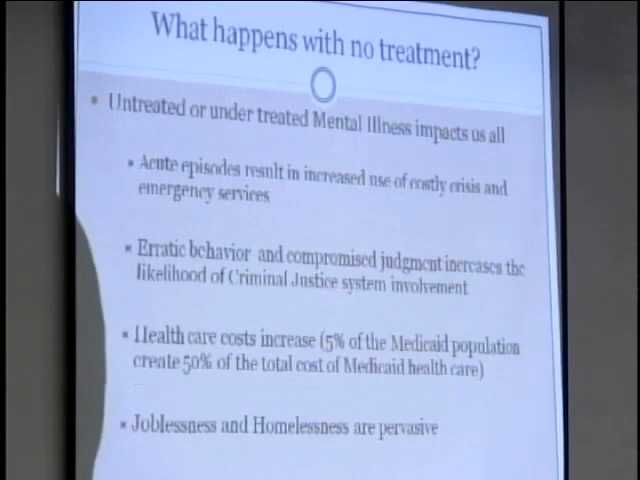 What happens with no treatment?
• Untreated or under treated Mental Illness impacts us all
▪ Acute episodes result in increased use of costly crisis and
emergency services
▪ Erratic behavior and compromised judgment increases the
likelihood of Criminal Justice system involvement
▪ Health care costs increase (5% of the Medicaid population
create 50% of the total cost of Medicaid health care)
▪ Joblessness and Homelessness are pervasive